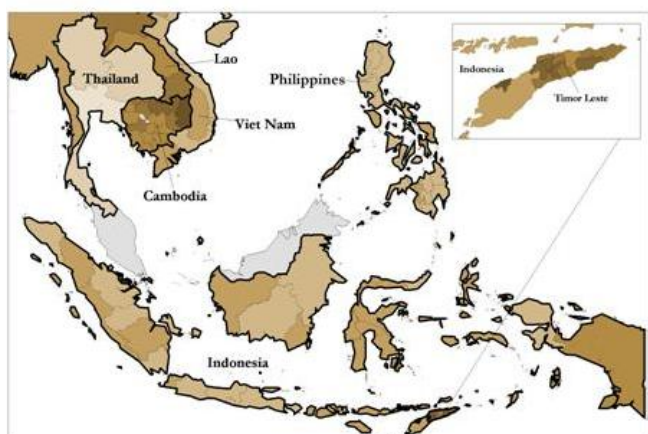 Lao
Thailand
Philippines
Indonesia
Timor Leste
Viet Nam
Cambodia
Indonesia